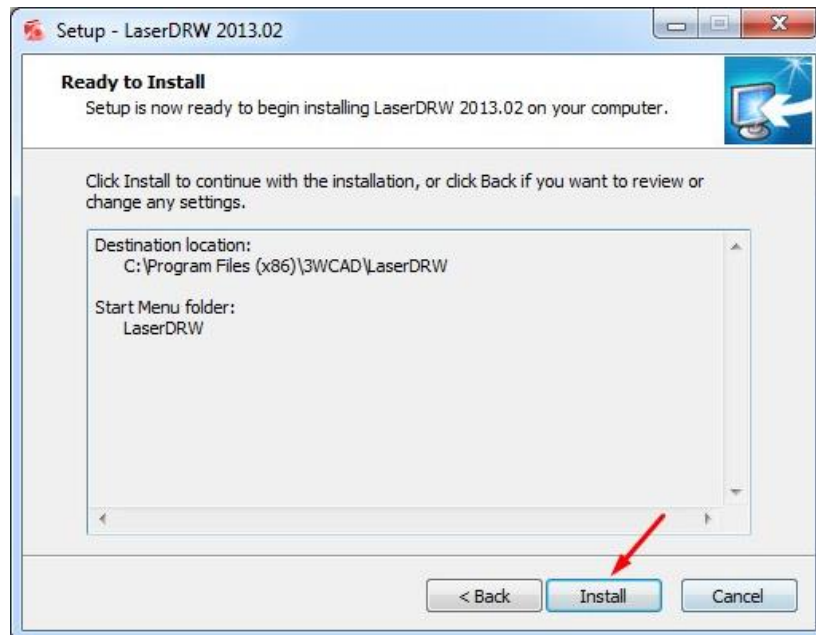 Setup - LaserDRW 2013.02
Ready to Install
Setup is now ready to begin installing LaserDRW 2013.02 on your computer.
Click Install to continue with the installation, or click Back if you want to review or
change any settings.
Destination location:
C:\Program Files (x86)\3WCAD\LaserDRW
Start Menu folder:
LaserDRW
< Back
Install
Cancel